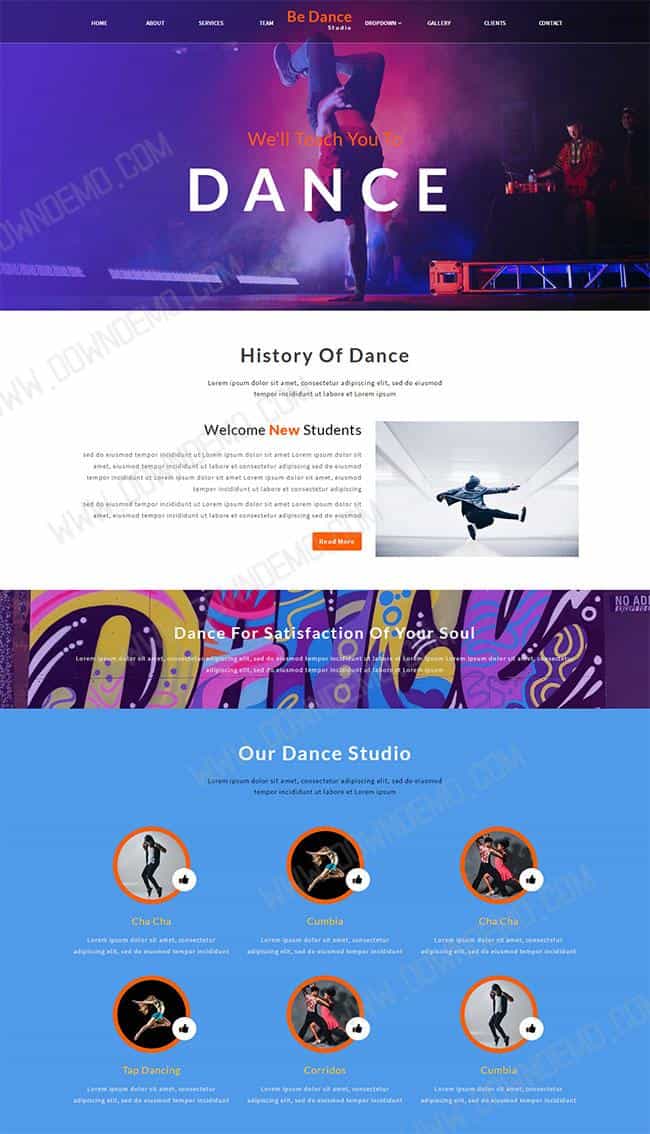 HOME ABOUT SERVICES TEAM Be Dance DROPDOWN GALLERY CLIENTS CONTACT
Studio
We'll Teach You To
DANCE
History Of Dance
Lorem ipsum dolor sit amet, consectetur adipiscing elit, sed do eiusmod
tempor incididunt ut labore et Lorem ipsum
Welcome New Students
sed do eiusmod tempor incididunt ut labore et Lorem ipsum dolor sit amet Lorem ipsum dolor sit
amet, eiusmod tempor incididunt ut labore et consectetur adipiscing elit, sed do eiusmod
tempor incididunt ut labore et Lorem ipsum dolor sit amet Lorem ipsum dolor sit amet, eiusmod
tempor incididunt ut labore et consectetur adipiscing
sed do eiusmod tempor incididunt ut labore et Lorem ipsum dolor sit amet Lorem ipsum dolor sit
amet, eiusmod tempor incididunt ut labore et Lorem ipsum dolor sit amet
Read More
NO AD
DANCE
Dance For Satisfaction Of Your Soul
Lorem ipsum dolor sit amet, consectetur adipiscing elit, sed do eiusmod tempor incididunt ut labore et Lorem ipsum Lorem ipsum dolor sit amet, consectetur
adipiscing elit, sed do eiusmod tempor incididunt ut labore et Lorem ipsum
Our Dance Studio
Lorem ipsum dolor sit amet, consectetur adipiscing elit, sed do eiusmod
tempor incididunt ut labore et Lorem ipsum
Cha Cha Cumbia Cha Cha
Lorem ipsum dolor sit amet, consectetur Lorem ipsum dolor sit amet, consectetur Lorem ipsum dolor sit amet, consectetur
adipiscing elit, sed do eiusmod tempor incididunt adipiscing elit, sed do eiusmod tempor incididunt adipiscing elit, sed do eiusmod tempor incididunt
Tap Dancing Corridos Cumbia
Lorem ipsum dolor sit amet, consectetur Lorem ipsum dolor sit amet, consectetur Lorem ipsum dolor sit amet, consectetur
adipiscing elit, sed do eiusmod tempor incididunt adipiscing elit, sed do eiusmod tempor incididunt adipiscing elit, sed do eiusmod tempor incididunt
WWW.DOWNDEMO.COM